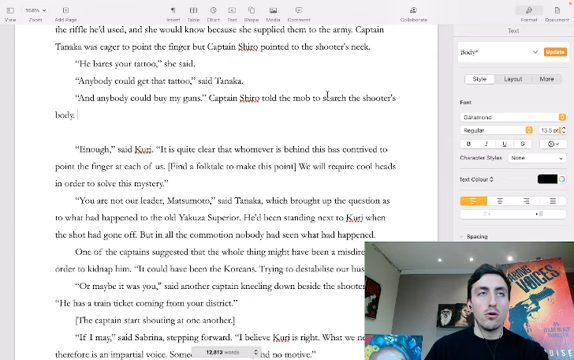 168%
View
Zoom
Add Page
Insert
Table
Chart
Text
Shape
Media
Comment
Collaborate
Format
Document
the riffle he'd used, and she would know because she supplied them to the army. Captain
Tanaka was eager to point the finger but Captain Shiro pointed to the shooter's neck.
"He bares your tattoo," she said.
"Anybody could get that tattoo," said Tanaka.
"And anybody could buy my guns." Captain Shiro told the mob to search the shooter's
body.
"Enough," said Kuri. "It is quite clear that whomever is behind this has contrived to
point the finger at each of us. [Find a folktale to make this point] We will require cool heads
in order to solve this mystery."
"You are not our leader, Matsumoto," said Tanaka, which brought up the question as
to what had happened to the old Yakuza Superior. He'd been standing next to Kuri when
the shot had gone off. But in all the commotion nobody had seen what had happened.
One of the captains suggested that the whole thing might have been a misdire
order to kidnap him. "It could have been the Koreans. Trying to destabilise our bus
"Or maybe it was you," said another captain kneeling down beside the shooter
"He has a train ticket coming from your district."
[The captain start shouting at one another.]
"If I may," said Sabrina, stepping forward. "I believe Kuri is right. What we ne
therefore is an impartial voice. Some
nd no motive."
12,813 words
Text
Body*
Update
Style
Layout
More
Font
Garamond
Regular
13.5 pt
B
I
U
S
Character Styles
None
Text Colour
Spacing
VOICES